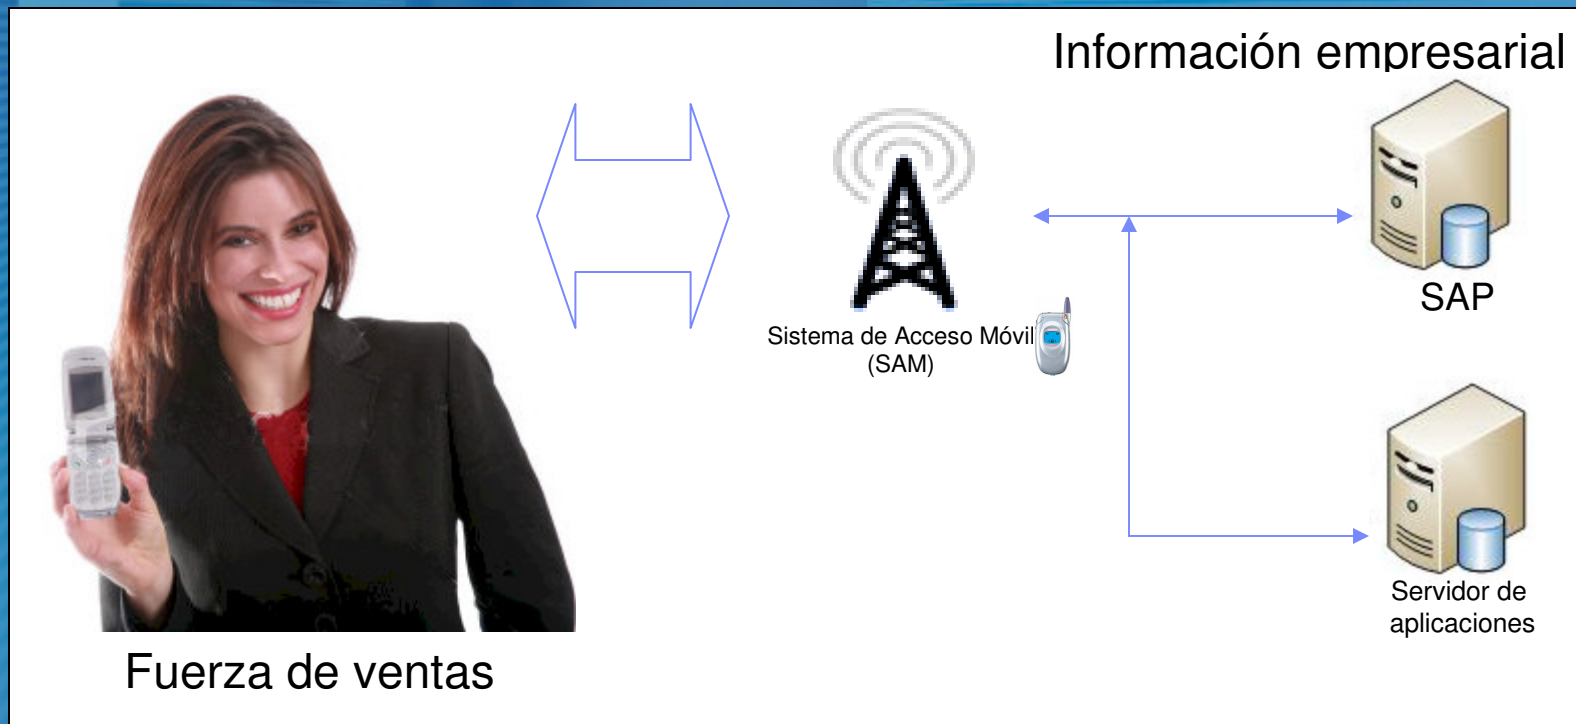 Información empresarial
SAP
Sistema de Acceso Móvil
(SAM)
Servidor de
aplicaciones
Fuerza de ventas